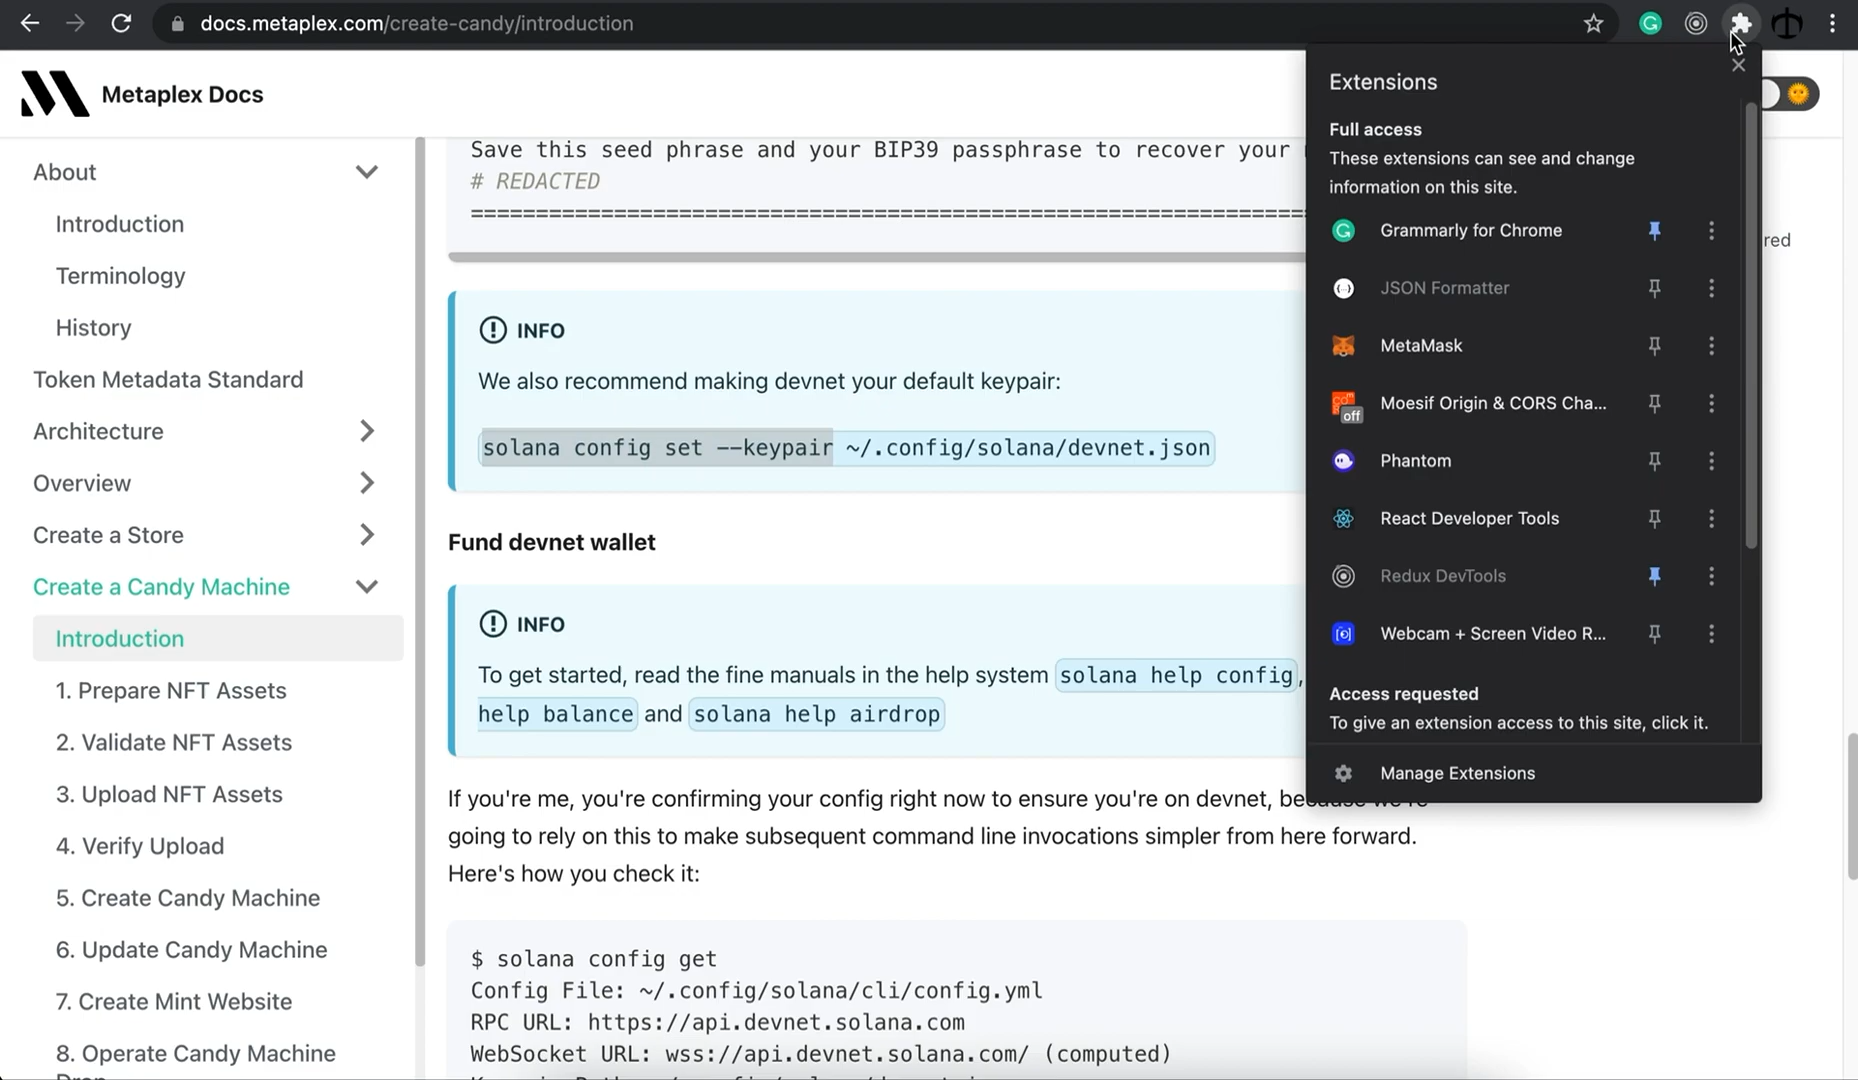 docs.metaplex.com/create-candy/introduction
Metaplex Docs
About
Introduction
Terminology
History
Token Metadata Standard
Architecture
Overview
Create a Store
Create a Candy Machine
Introduction
1. Prepare NFT Assets
2. Validate NFT Assets
3. Upload NFT Assets
4. Verify Upload
5. Create Candy Machine
6. Update Candy Machine
7. Create Mint Website
8. Operate Candy Machine
Save this seed phrase and your BIP39 passphrase to recover your
# REDACTED
================================================================
INFO
We also recommend making devnet your default keypair:
solana config set --keypair ~/.config/solana/devnet.json
Fund devnet wallet
INFO
To get started, read the fine manuals in the help system solana help config,
help balance and solana help airdrop
If you're me, you're confirming your config right now to ensure you're on devnet, because we're
going to rely on this to make subsequent command line invocations simpler from here forward.
Here's how you check it:
$ solana config get
Config File: ~/.config/solana/cli/config.yml
RPC URL: https://api.devnet.solana.com
WebSocket URL: wss://api.devnet.solana.com/ (computed)
Extensions
Full access
These extensions can see and change
information on this site.
Grammarly for Chrome
JSON Formatter
MetaMask
off
Moesif Origin & CORS Cha...
Phantom
React Developer Tools
Redux DevTools
Webcam + Screen Video R...
Access requested
To give an extension access to this site, click it.
Manage Extensions
red